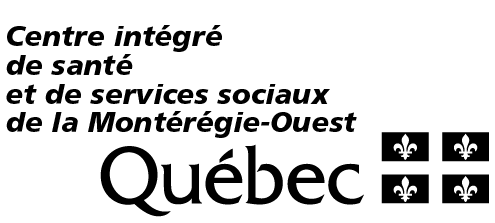 Centre intégré
de santé
et de services sociaux
de la Montérégie-Ouest
Québec